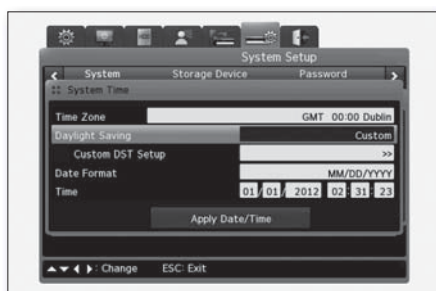 System Setup
System Storage Device Password
System Time
Time Zone GMT 00:00 Dublin
Daylight Saving Custom
Custom DST Setup >>
Date Format MM/DD/YYYY
Time 01/01/ 2012 02:31:23
Apply Date/Time
: Change ESC: Exit